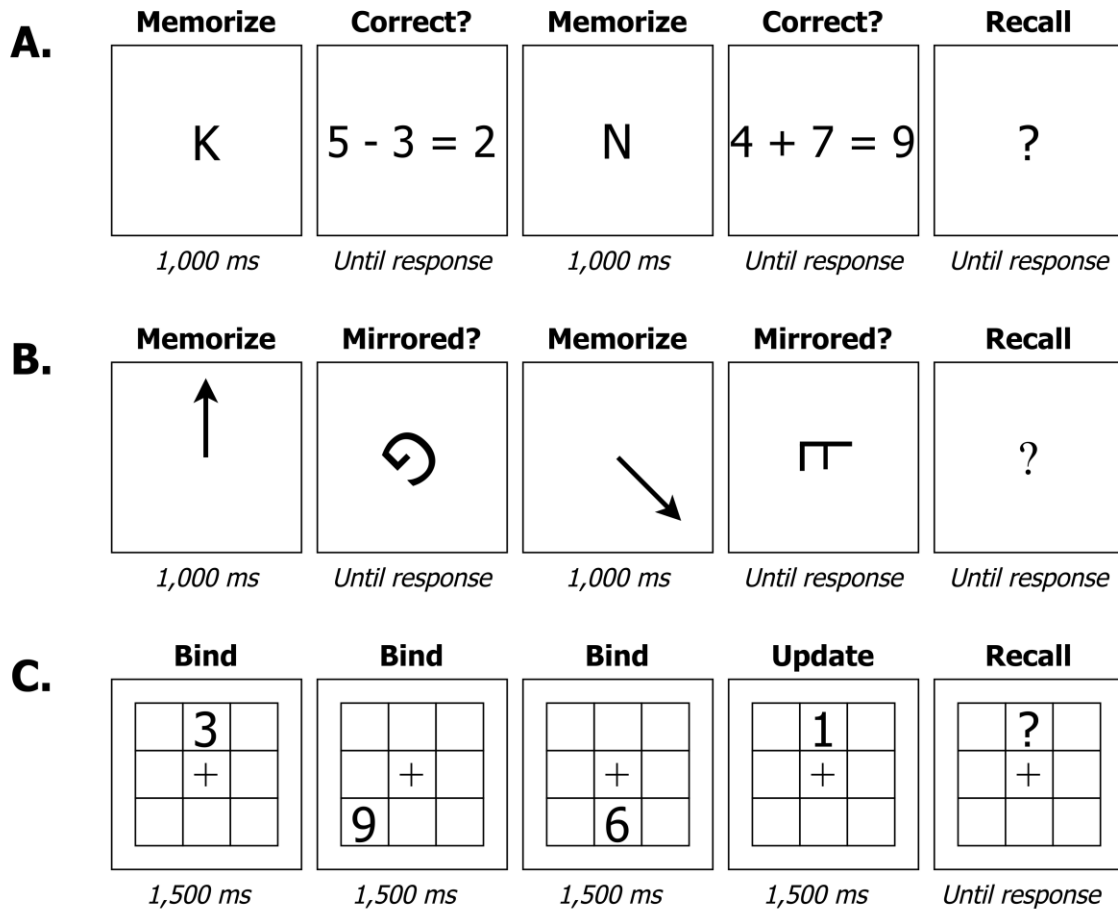 A.
Memorize Correct? Memorize Correct? Recall
K 5 - 3 = 2 N 4 + 7 = 9 ?
1,000 ms Until response 1,000 ms Until response Until response
B.
Memorize Mirrored? Memorize Mirrored? Recall
G F ?
1,000 ms Until response 1,000 ms Until response Until response
C.
Bind Bind Bind Update Recall
3 1 ?
+ + + + +
9 6
1,500 ms 1,500 ms 1,500 ms 1,500 ms Until response